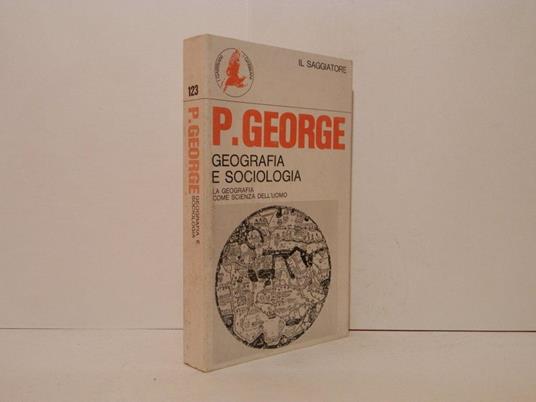 IL SAGGIATORE
P. GEORGE
GEOGRAFIA
E SOCIOLOGIA
LA GEOGRAFIA
COME SCIENZA DELL'UOMO
123
P. GEORGE
GEOGRAFIA E
SOCIOLOGIA